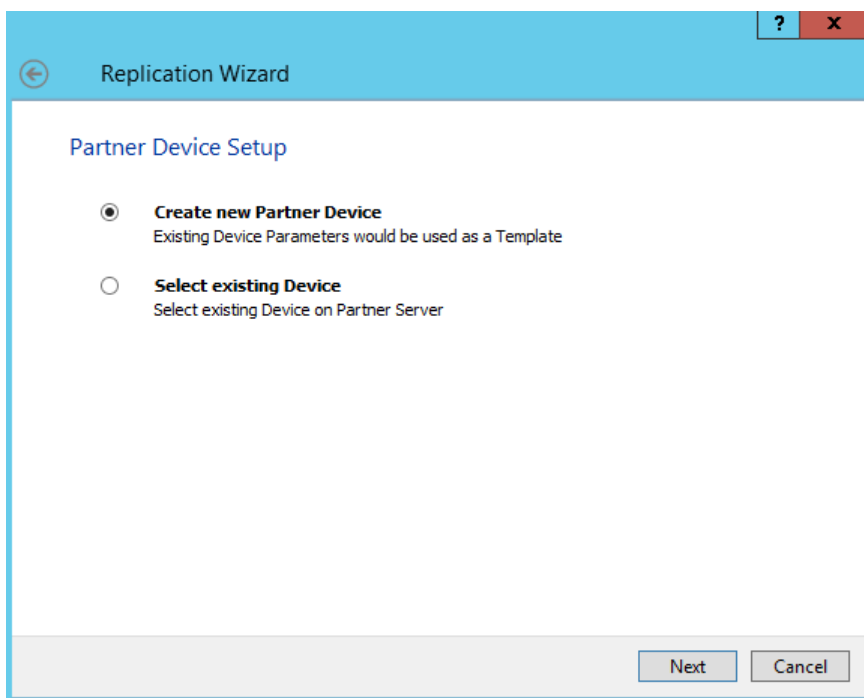 ? x
Replication Wizard
Partner Device Setup
Create new Partner Device
Existing Device Parameters would be used as a Template
Select existing Device
Select existing Device on Partner Server
Next Cancel